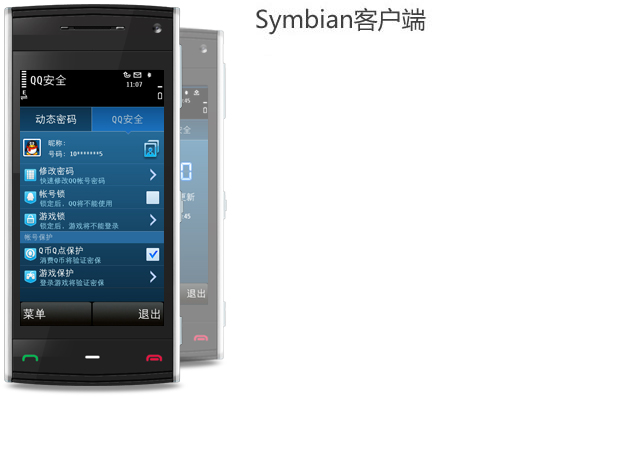 Symbian客户端
QQ安全
11:07
动态密码
QQ安全
昵称:
号码: 10*******5
修改密码
快速修改QQ帐号密码
帐号锁
锁定后, QQ将不能使用
游戏锁
锁定后, 游戏将不能登录
帐号保护
Q币Q点保护
消费Q币将验证密保
游戏保护
登录游戏将验证密保
菜单
退出
安全
0
更新
退出